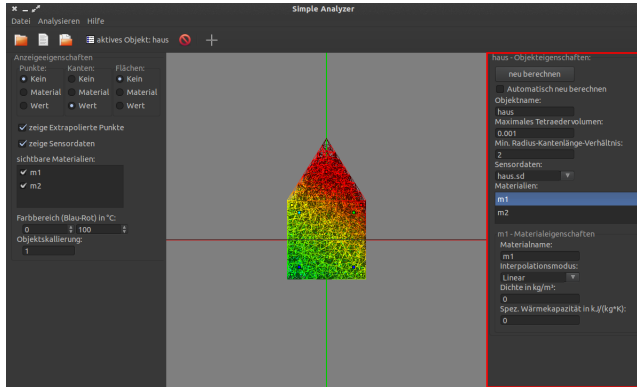 Simple Analyzer
Datei Analysieren Hilfe
aktives Objekt: haus
Anzeigeeigenschaften
Punkte: Kanten: Flächen:
Kein Kein Kein
Material Material Material
Wert Wert Wert
zeige Extrapolierte Punkte
zeige Sensordaten
sichtbare Materialien:
m1
m2
Farbbereich (Blau-Rot) in °C:
0 100
Objektskallierung:
1
haus - Objekteigenschaften:
neu berechnen
Automatisch neu berechnen
Objektname:
haus
Maximales Tetraedervolumen:
0.001
Min. Radius-Kantenlänge-Verhältnis:
2
Sensordaten:
haus.sd
Materialien:
m1
m2
m1 - Materialeigenschaften
Materialname:
m1
Interpolationsmodus:
Linear
Dichte in kg/m³:
0
Spez. Wärmekapazität in kJ/(kg*K):
0